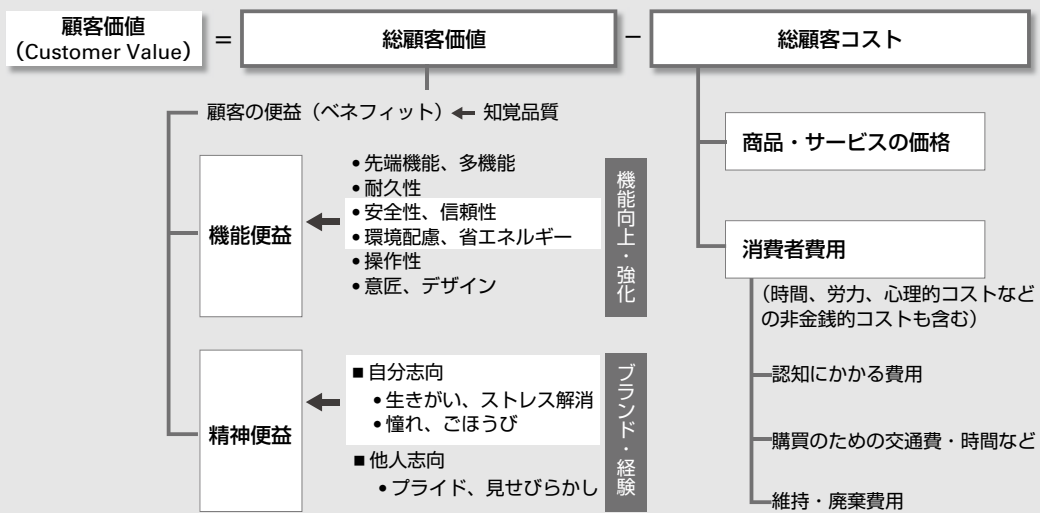 顧客価値
(Customer Value)
=
総顧客価値
−
総顧客コスト
顧客の便益(ベネフィット)
知覚品質
機能便益
•先端機能、多機能
•耐久性
•安全性、信頼性
•環境配慮、省エネルギー
•操作性
•意匠、デザイン
機能向上・強化
精神便益
■自分志向
•生きがい、ストレス解消
•憧れ、ごほうび
■他人志向
•プライド、見せびらかし
ブランド・経験
商品・サービスの価格
消費者費用
(時間、労力、心理的コストなど
の非金銭的コストも含む)
認知にかかる費用
購買のための交通費・時間など
維持・廃棄費用